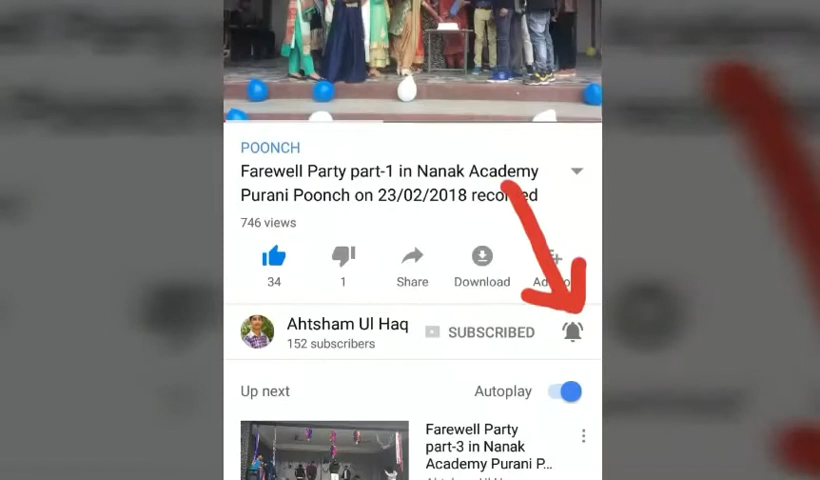 POONCH
Farewell Party part-1 in Nanak Academy
Purani Poonch on 23/02/2018 recorded
746 views
34
1
Share
Download
Ahtsham Ul Haq
152 subscribers
SUBSCRIBED
Up next
Autoplay
Farewell Party
part-3 in Nanak
Academy Purani P...